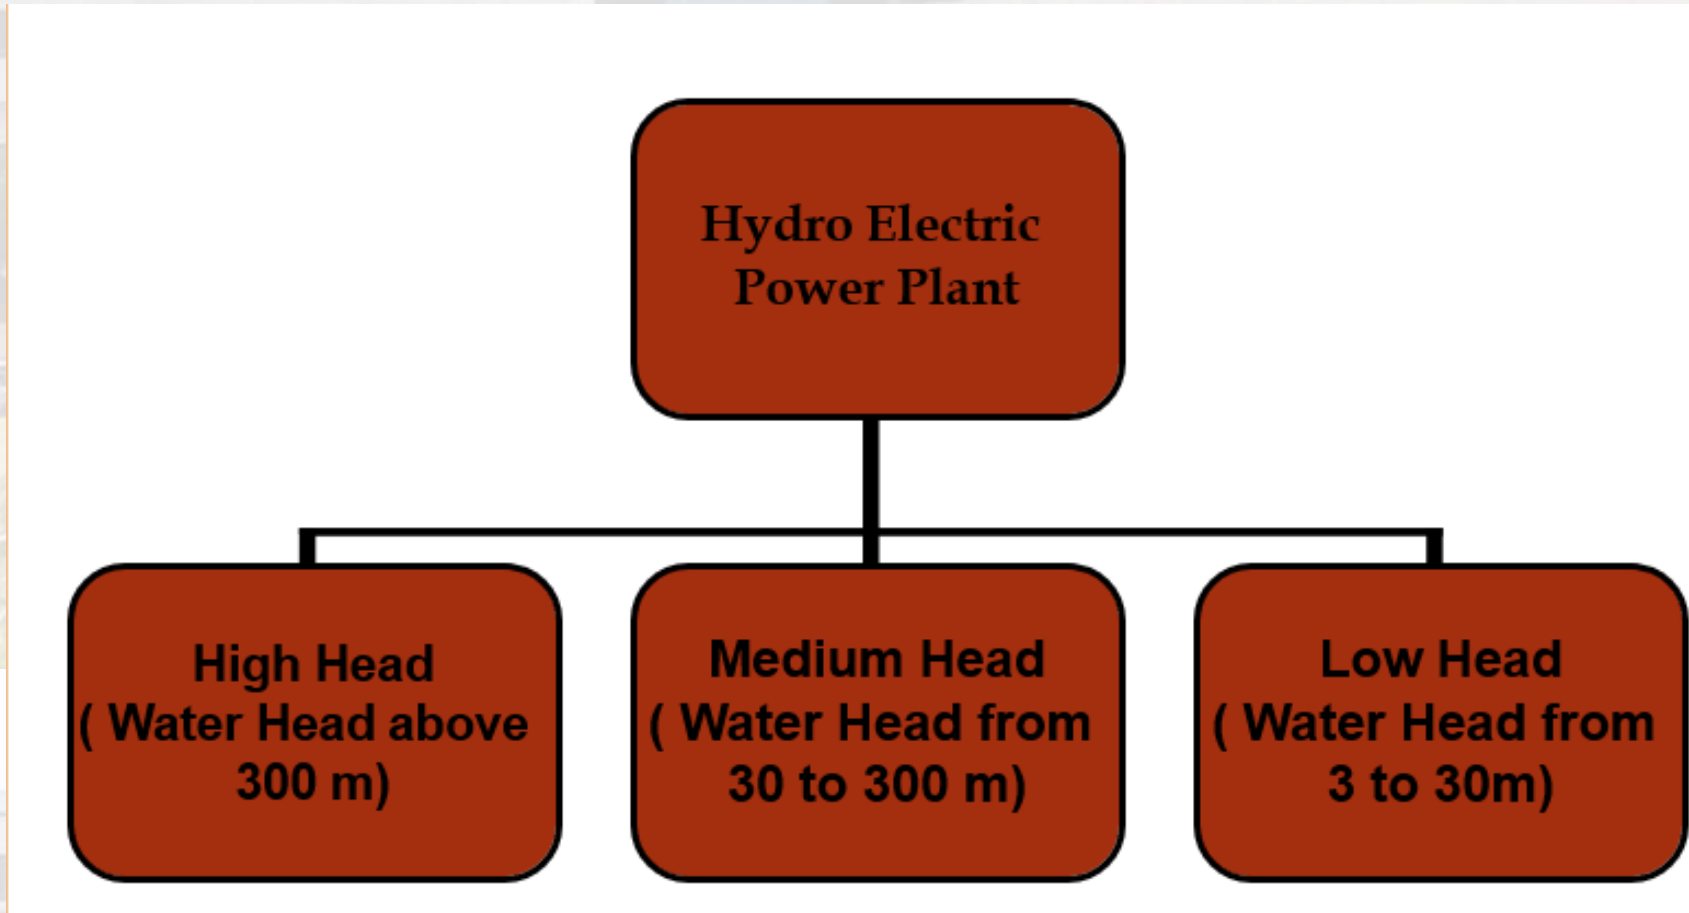 Hydro Electric
Power Plant
High Head
( Water Head above
300 m)
Medium Head
( Water Head from
30 to 300 m)
Low Head
( Water Head from
3 to 30m)